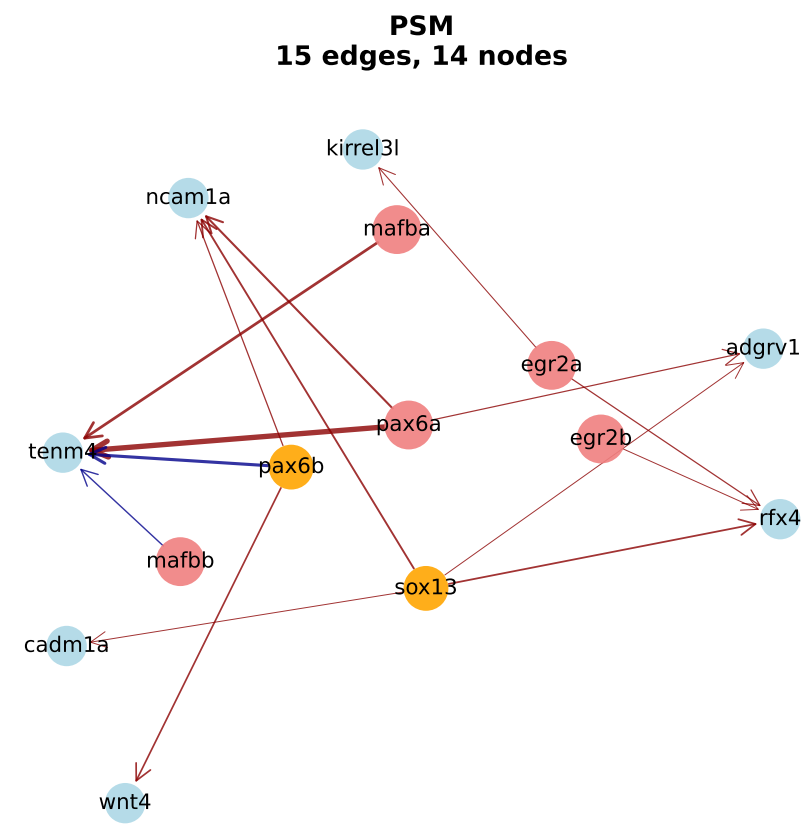 PSM
15 edges, 14 nodes
kirrel3l
ncam1a
mafba
adgrv1
egr2a
pax6a
egr2b
tenm4
pax6b
rfx4
mafbb
sox13
cadm1a
wnt4